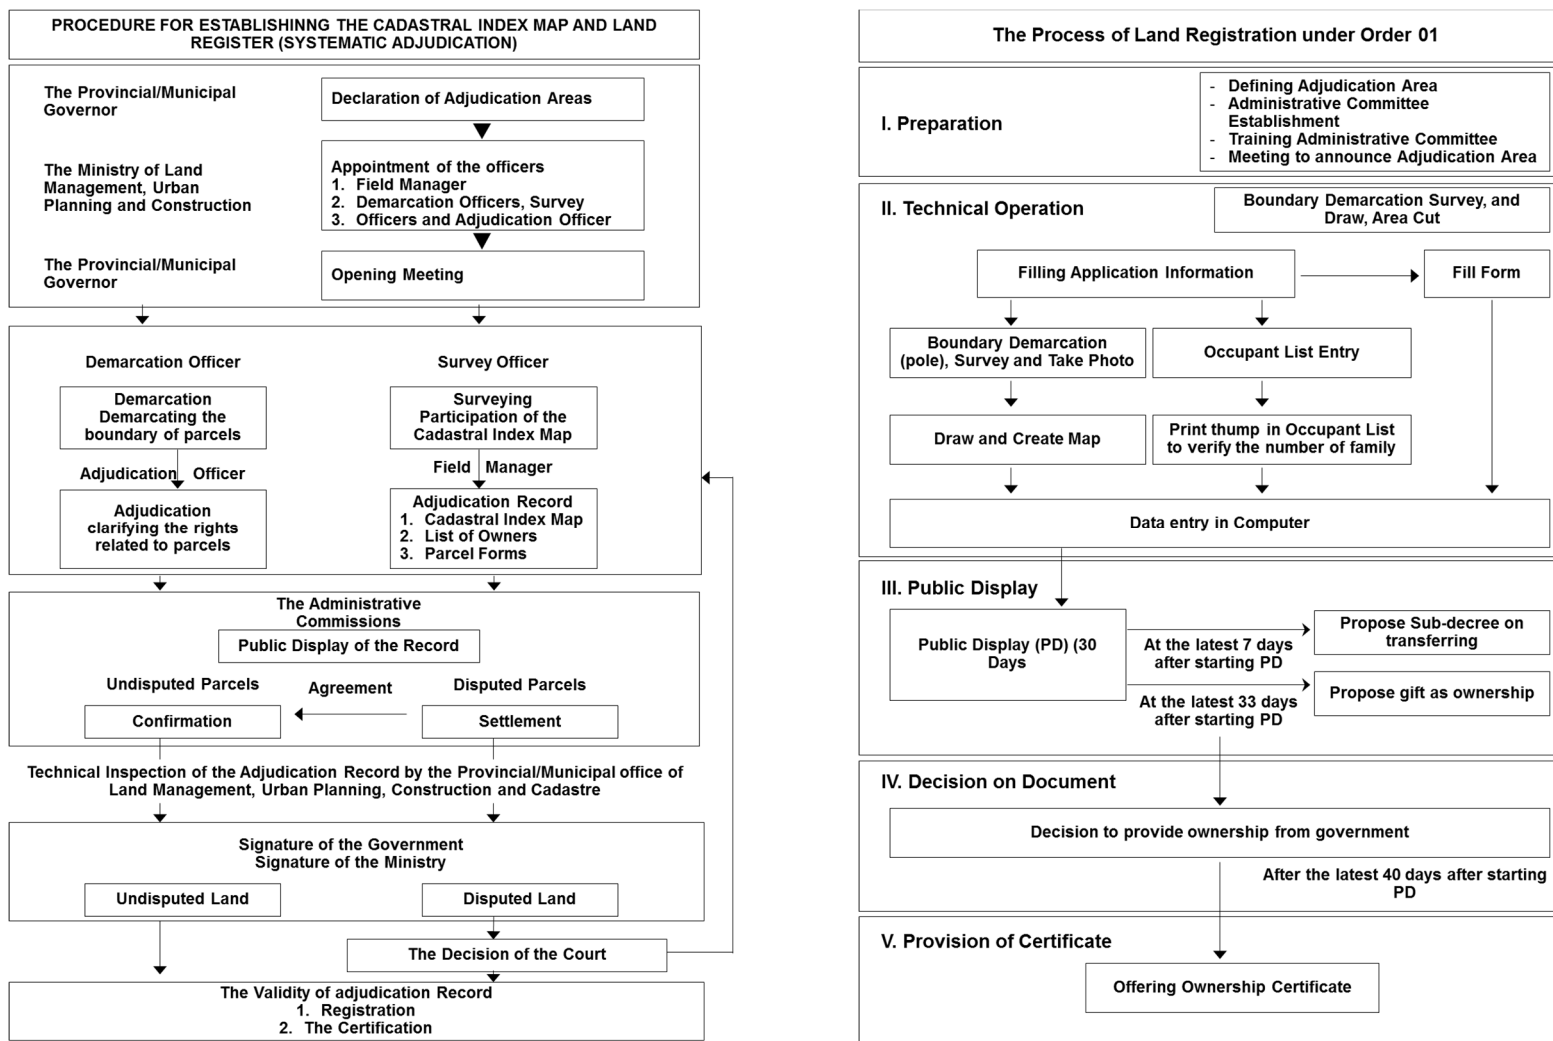 PROCEDURE FOR ESTABLISHINNG THE CADASTRAL INDEX MAP AND LAND
REGISTER (SYSTEMATIC ADJUDICATION)
The Provincial/Municipal
Governor
Declaration of Adjudication Areas
The Ministry of Land
Management, Urban
Planning and Construction
Appointment of the officers
1. Field Manager
2. Demarcation Officers, Survey
3. Officers and Adjudication Officer
The Provincial/Municipal
Governor
Opening Meeting
Demarcation Officer
Survey Officer
Demarcation
Demarcating the
boundary of parcels
Surveying
Participation of the
Cadastral Index Map
Adjudication Officer
Field Manager
Adjudication
clarifying the rights
related to parcels
Adjudication Record
1. Cadastral Index Map
2. List of Owners
3. Parcel Forms
The Administrative
Commissions
Public Display of the Record
Undisputed Parcels
Agreement
Disputed Parcels
Confirmation
Settlement
Technical Inspection of the Adjudication Record by the Provincial/Municipal office of
Land Management, Urban Planning, Construction and Cadastre
Signature of the Government
Signature of the Ministry
Undisputed Land
Disputed Land
The Decision of the Court
The Validity of adjudication Record
1. Registration
2. The Certification
The Process of Land Registration under Order 01
I. Preparation
- Defining Adjudication Area
- Administrative Committee
Establishment
- Training Administrative Committee
- Meeting to announce Adjudication Area
II. Technical Operation
Boundary Demarcation Survey, and
Draw, Area Cut
Filling Application Information
Fill Form
Boundary Demarcation
(pole), Survey and Take Photo
Occupant List Entry
Draw and Create Map
Print thump in Occupant List
to verify the number of family
Data entry in Computer
III. Public Display
Public Display (PD) (30
Days
At the latest 7 days
after starting PD
Propose Sub-decree on
transferring
At the latest 33 days
after starting PD
Propose gift as ownership
IV. Decision on Document
Decision to provide ownership from government
After the latest 40 days after starting
PD
V. Provision of Certificate
Offering Ownership Certificate